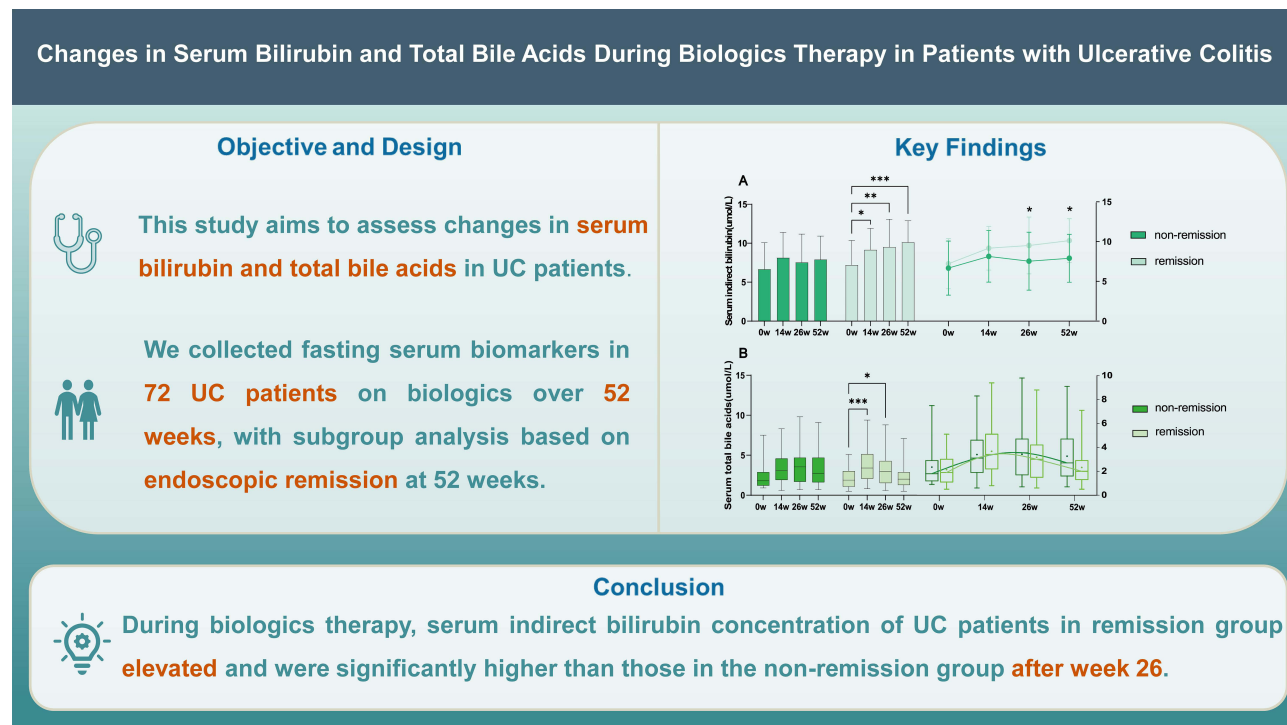 Changes in Serum Bilirubin and Total Bile Acids During Biologics Therapy in Patients with Ulcerative Colitis
Objective and Design
This study aims to assess changes in serum
bilirubin and total bile acids in UC patients.
We collected fasting serum biomarkers in
72 UC patients on biologics over 52
weeks, with subgroup analysis based on
endoscopic remission at 52 weeks.
Key Findings
A
Serum indirect bilirubin(umol/L)
15
10
5
0
***
**
*
* *
15
10
5
0
0w 14w 26w 52w
0w 14w 26w 52w
0w 14w 26w 52w
non-remission
remission
B
Serum total bile acids(umol/L)
15
10
5
0
*
***
10
8
6
4
2
0
0w 14w 26w 52w
0w 14w 26w 52w
0w 14w 26w 52w
non-remission
remission
Conclusion
During biologics therapy, serum indirect bilirubin concentration of UC patients in remission group
elevated and were significantly higher than those in the non-remission group after week 26.